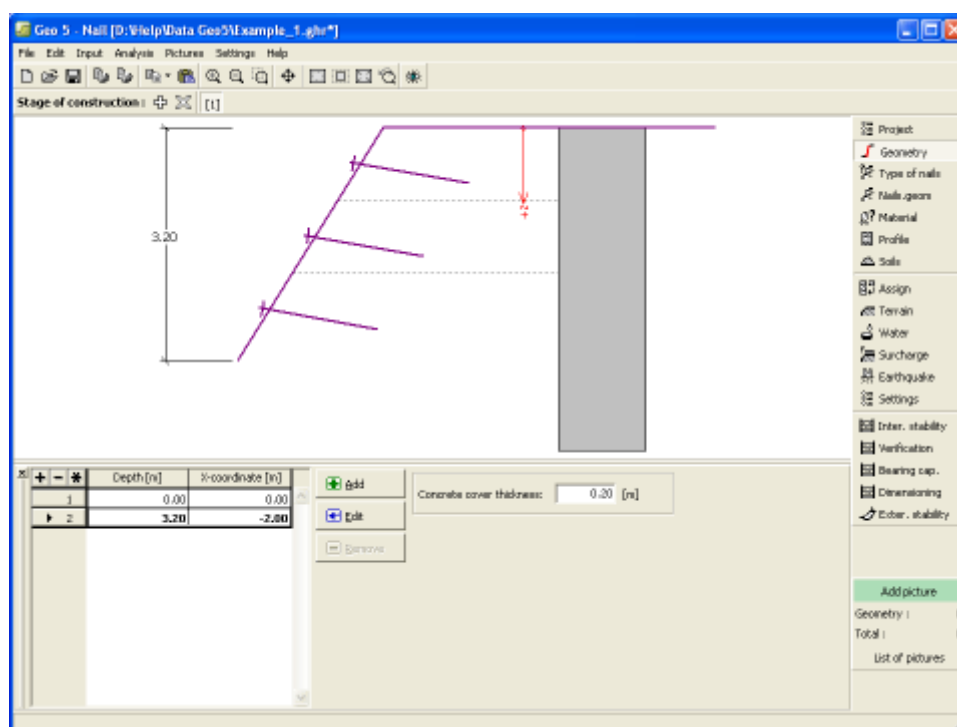 Geo 5 - Nail [D:\Help\Data Geo5\Example_1.ghr*]
File Edit Input Analysis Pictures Settings Help
Stage of construction: [1]
Project
Geometry
Type of nails
Nails geom
Material
Profile
Soils
Assign
Terrain
Water
Surcharge
Earthquake
Settings
Inter. stability
Verification
Bearing cap.
Dimensioning
Exter. stability
3.20
+z
Depth [m] X-coordinate [m]
1 0.00 0.00
2 3.20 -2.00
Add
Edit
Remove
Concrete cover thickness: 0.20 [m]
Add picture
Geometry :
Total :
List of pictures